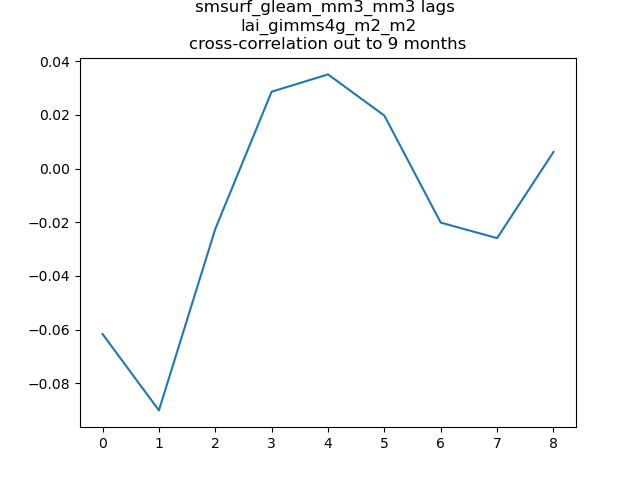 smsurf_gleam_mm3_mm3 lags
lai_gimms4g_m2_m2
cross-correlation out to 9 months
0.04
0.02
0.00
−0.02
−0.04
−0.06
−0.08
0 1 2 3 4 5 6 7 8